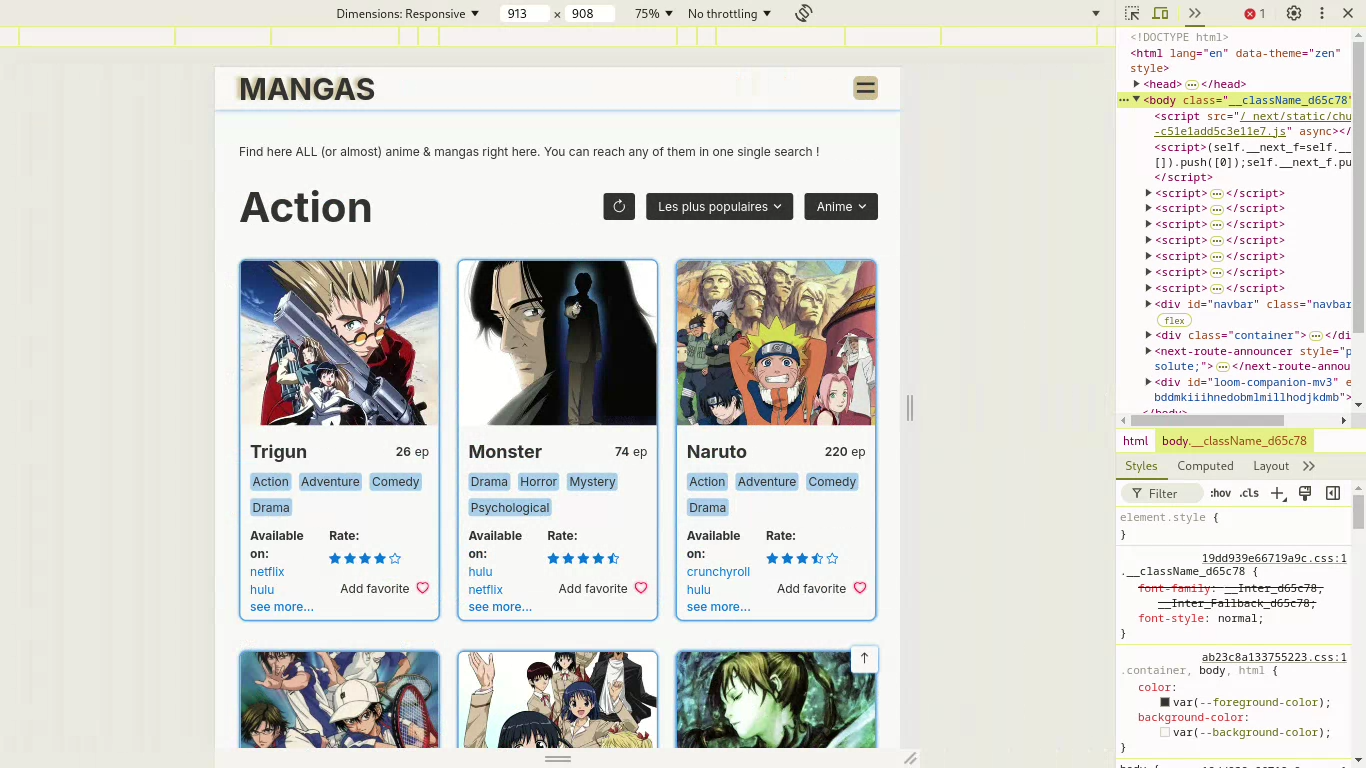 Dimensions: Responsive 913 × 908 75% No throttling
1
MANGAS
Find here ALL (or almost) anime & mangas right here. You can reach any of them in one single search !
Action
Les plus populaires
Anime
Trigun 26 ep
Action Adventure Comedy
Drama
Available on:
netflix
hulu
see more...
Rate:
Add favorite
Monster 74 ep
Drama Horror Mystery
Psychological
Available on:
hulu
netflix
see more...
Rate:
Add favorite
Naruto 220 ep
Action Adventure Comedy
Drama
Available on:
crunchyroll
hulu
see more...
Rate:
Add favorite
↑
<!DOCTYPE html>
<html lang="en" data-theme="zen"
style>
<head> ••• </head>
••• <body class="__className_d65c78"
<script src="/_next/static/chu
-c51e1add5c3e11e7.js" async></
<script>(self.__next_f=self.__
[]).push([0]);self.__next_f.pu
</script>
<script> ••• </script>
<script> ••• </script>
<script> ••• </script>
<script> ••• </script>
<script> ••• </script>
<script> ••• </script>
<script> ••• </script>
<div id="navbar" class="navbar
flex
<div class="container"> ••• </di
<next-route-announcer style="p
solute;"> ••• </next-route-annou
<div id="loom-companion-mv3" e
bddmkiiihnedobmlmillhodjkdmb">
</body>
html body.__className_d65c78
Styles Computed Layout
Filter :hov .cls
element.style {
}
19dd939e66719a9c.css:1
.__className_d65c78 {
font-family: __Inter_d65c78,
__Inter_Fallback_d65c78;
font-style: normal;
}
ab23c8a133755223.css:1
.container, body, html {
color:
var(--foreground-color);
background-color:
var(--background-color);
}